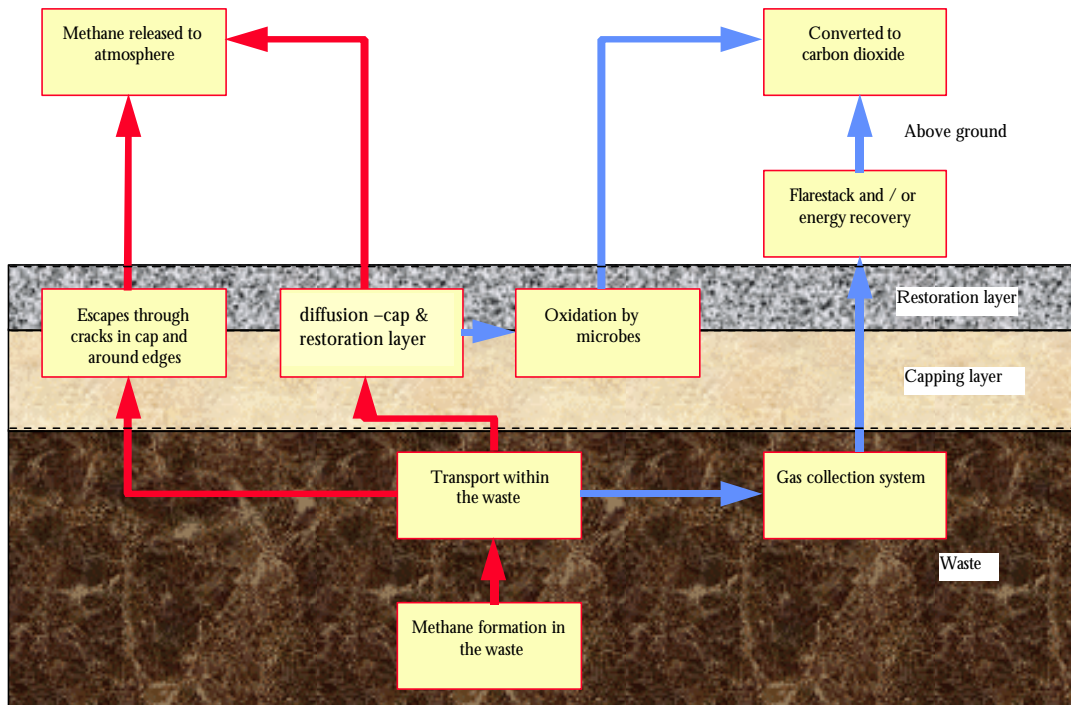 Methane released to
atmosphere
Converted to
carbon dioxide
Above ground
Flarestack and / or
energy recovery
Restoration layer
Escapes through
cracks in cap and
around edges
diffusion –cap &
restoration layer
Oxidation by
microbes
Capping layer
Transport within
the waste
Gas collection system
Waste
Methane formation in
the waste